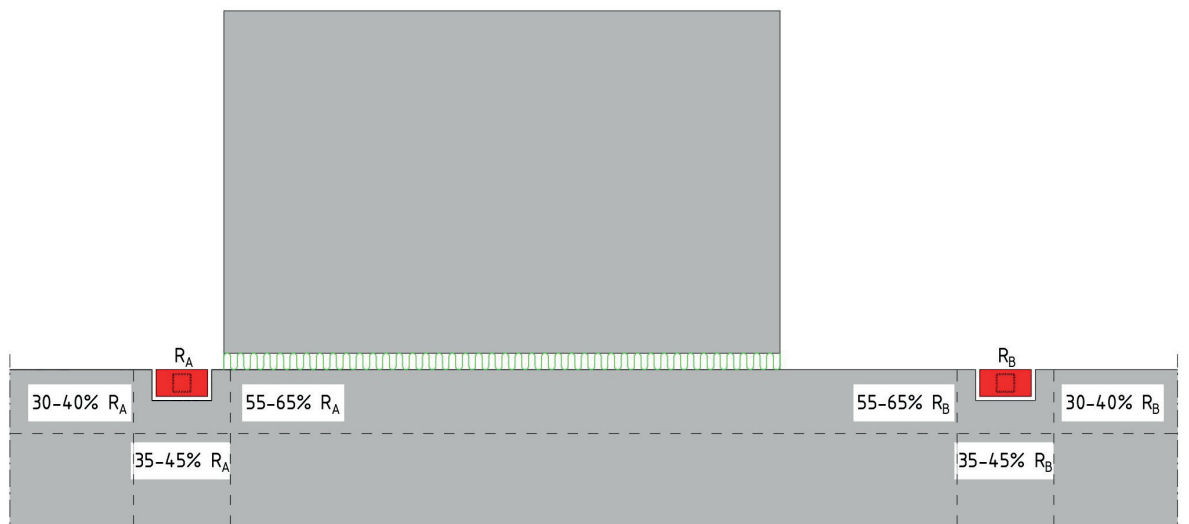 R_A
R_B
30-40% R_A
55-65% R_A
55-65% R_B
30-40% R_B
35-45% R_A
35-45% R_B